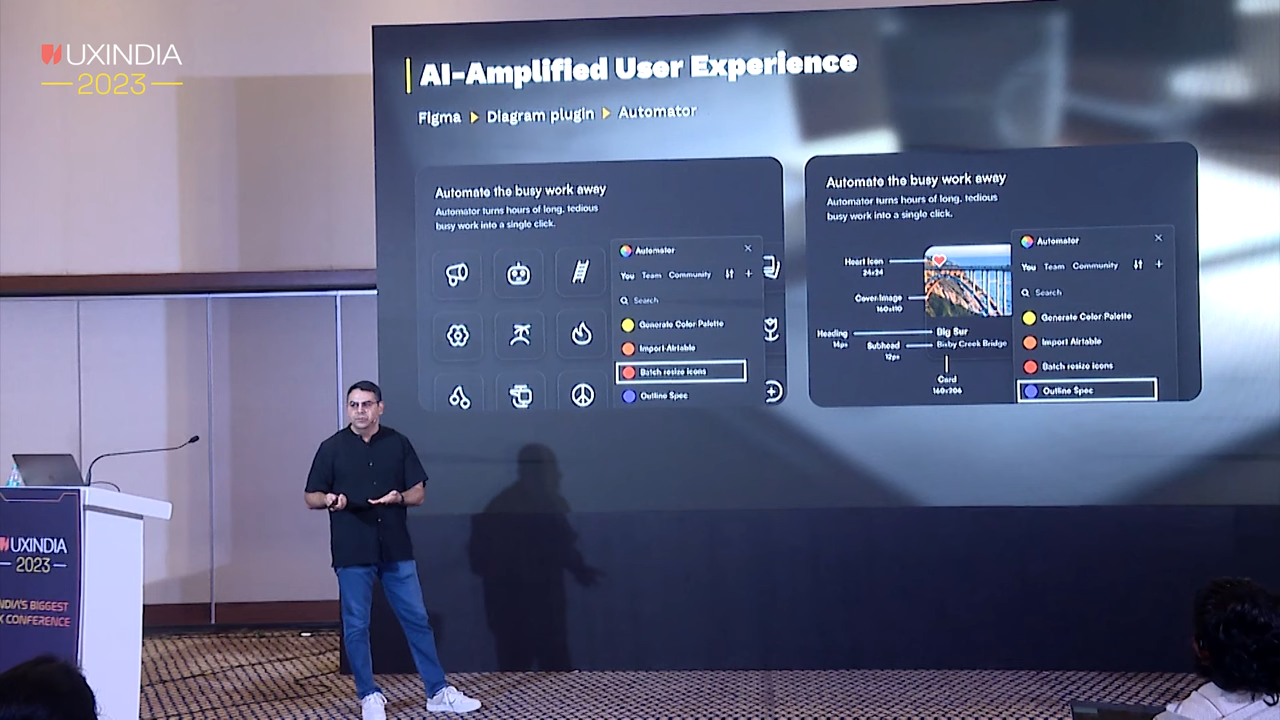 UXINDIA
2023
AI-Amplified User Experience
Figma Diagram plugin Automator
Automate the busy work away
Automator turns hours of long, tedious
busy work into a single click.
Automator
You Team Community
Search
Generate Color Palette
Import Airtable
Batch resize icons
Outline Spec
Automate the busy work away
Automator turns hours of long, tedious
busy work into a single click.
Heart Icon
24x24
Cover Image
160x110
Heading
14px
Subhead
12px
Big Sur
Bixby Creek Bridge
Card
160x206
Automator
You Team Community
Search
Generate Color Palette
Import Airtable
Batch resize icons
Outline Spec
UXINDIA
2023
NDIA'S BIGGEST
X CONFERENCE